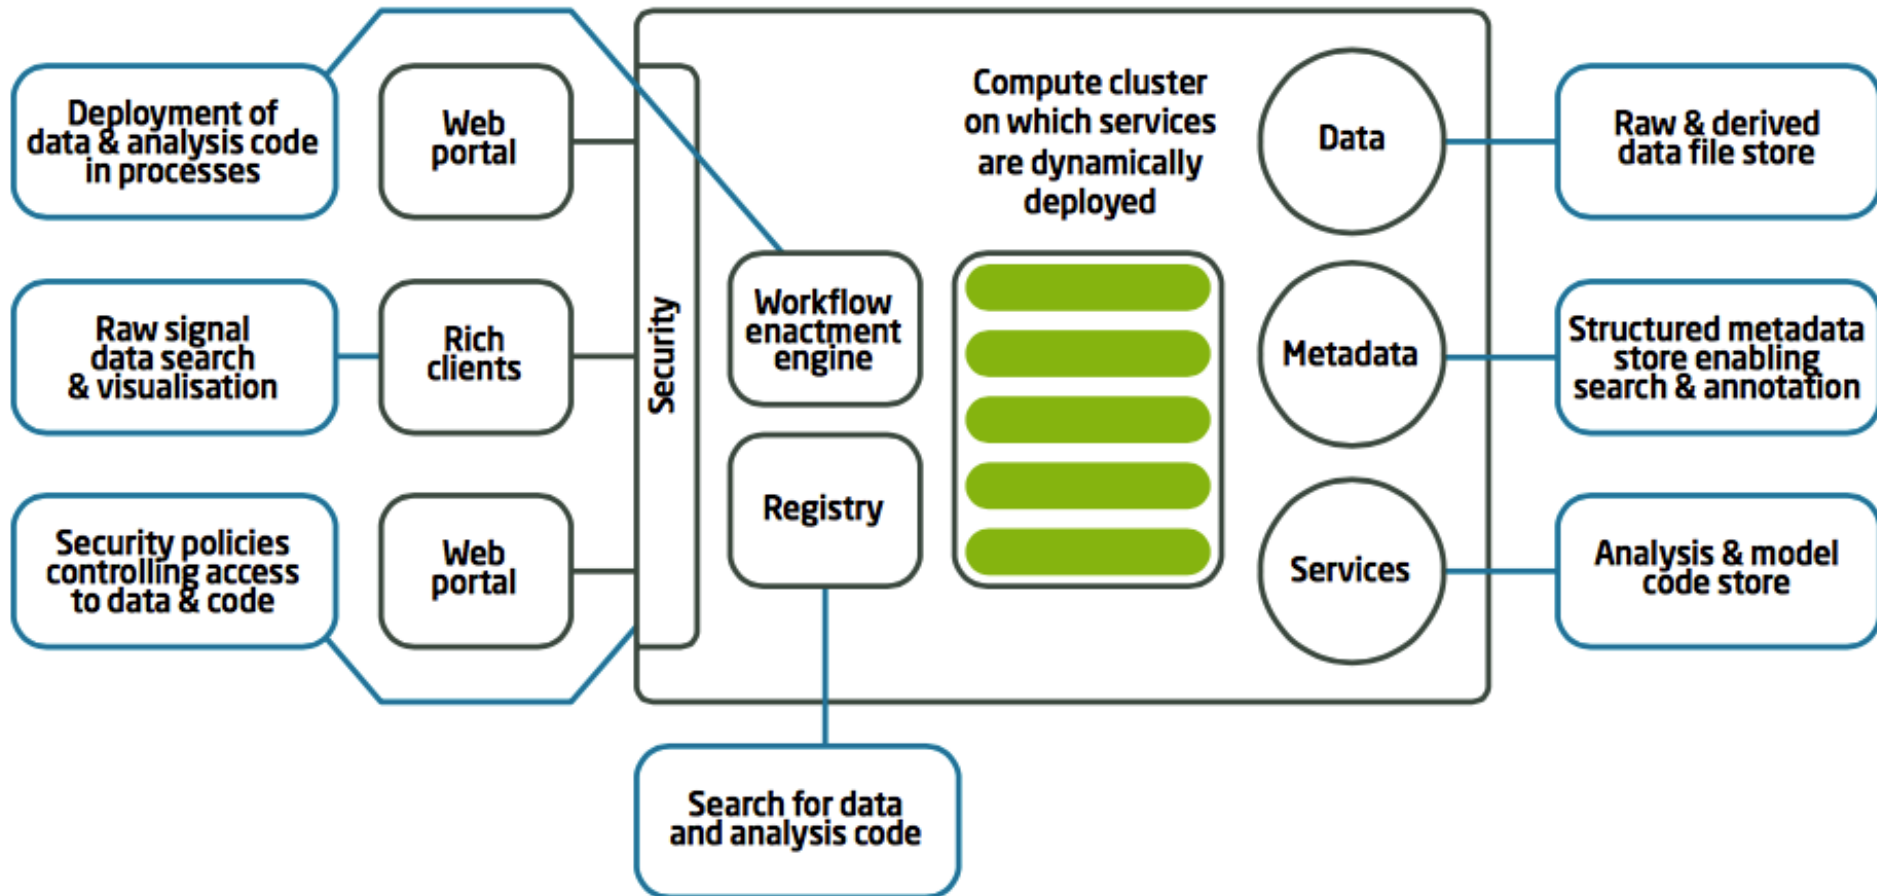 Deployment of
data & analysis code
in processes
Web
portal
Compute cluster
on which services
are dynamically
deployed
Data
Raw & derived
data file store
Raw signal
data search
& visualisation
Rich
clients
Security
Workflow
enactment
engine
Metadata
Structured metadata
store enabling
search & annotation
Security policies
controlling access
to data & code
Web
portal
Registry
Services
Analysis & model
code store
Search for data
and analysis code